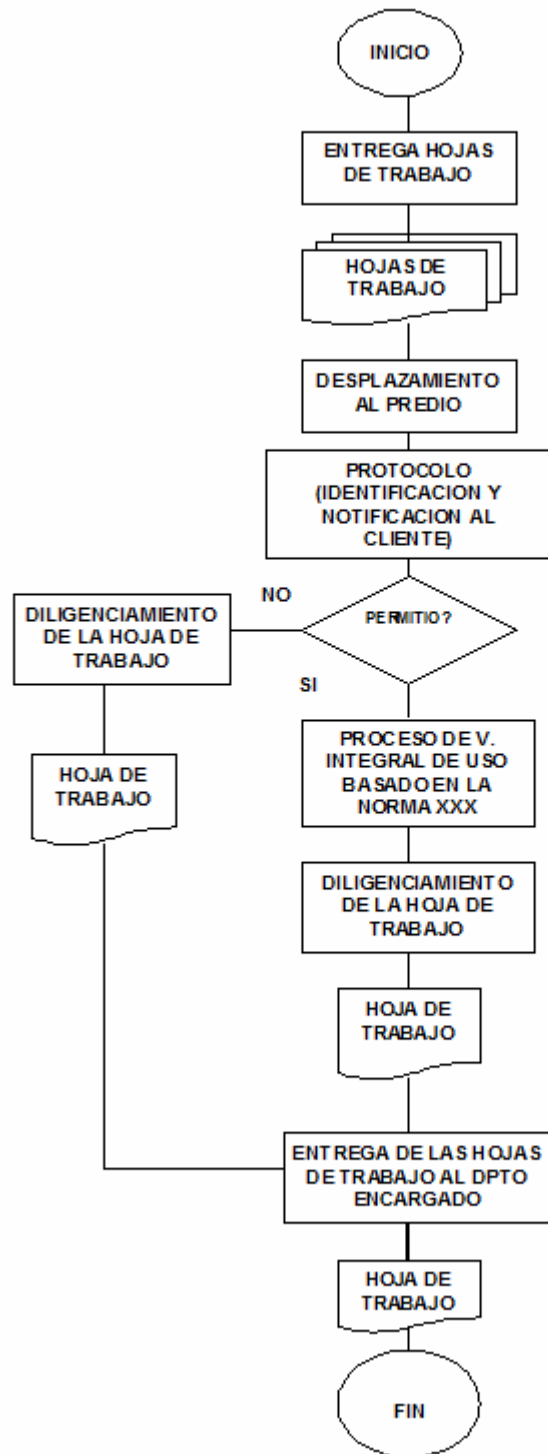 INICIO
ENTREGA HOJAS
DE TRABAJO
HOJAS DE
TRABAJO
DESPLAZAMIENTO
AL PREDIO
PROTOCOLO
(IDENTIFICACION Y
NOTIFICACION AL
CLIENTE)
NO
PERMITIO?
DILIGENCIAMIENTO
DE LA HOJA DE
TRABAJO
SI
HOJA DE
TRABAJO
PROCESO DE V.
INTEGRAL DE USO
BASADO EN LA
NORMA XXX
DILIGENCIAMIENTO
DE LA HOJA DE
TRABAJO
HOJA DE
TRABAJO
ENTREGA DE LAS HOJAS
DE TRABAJO AL DPTO
ENCARGADO
HOJA DE
TRABAJO
FIN